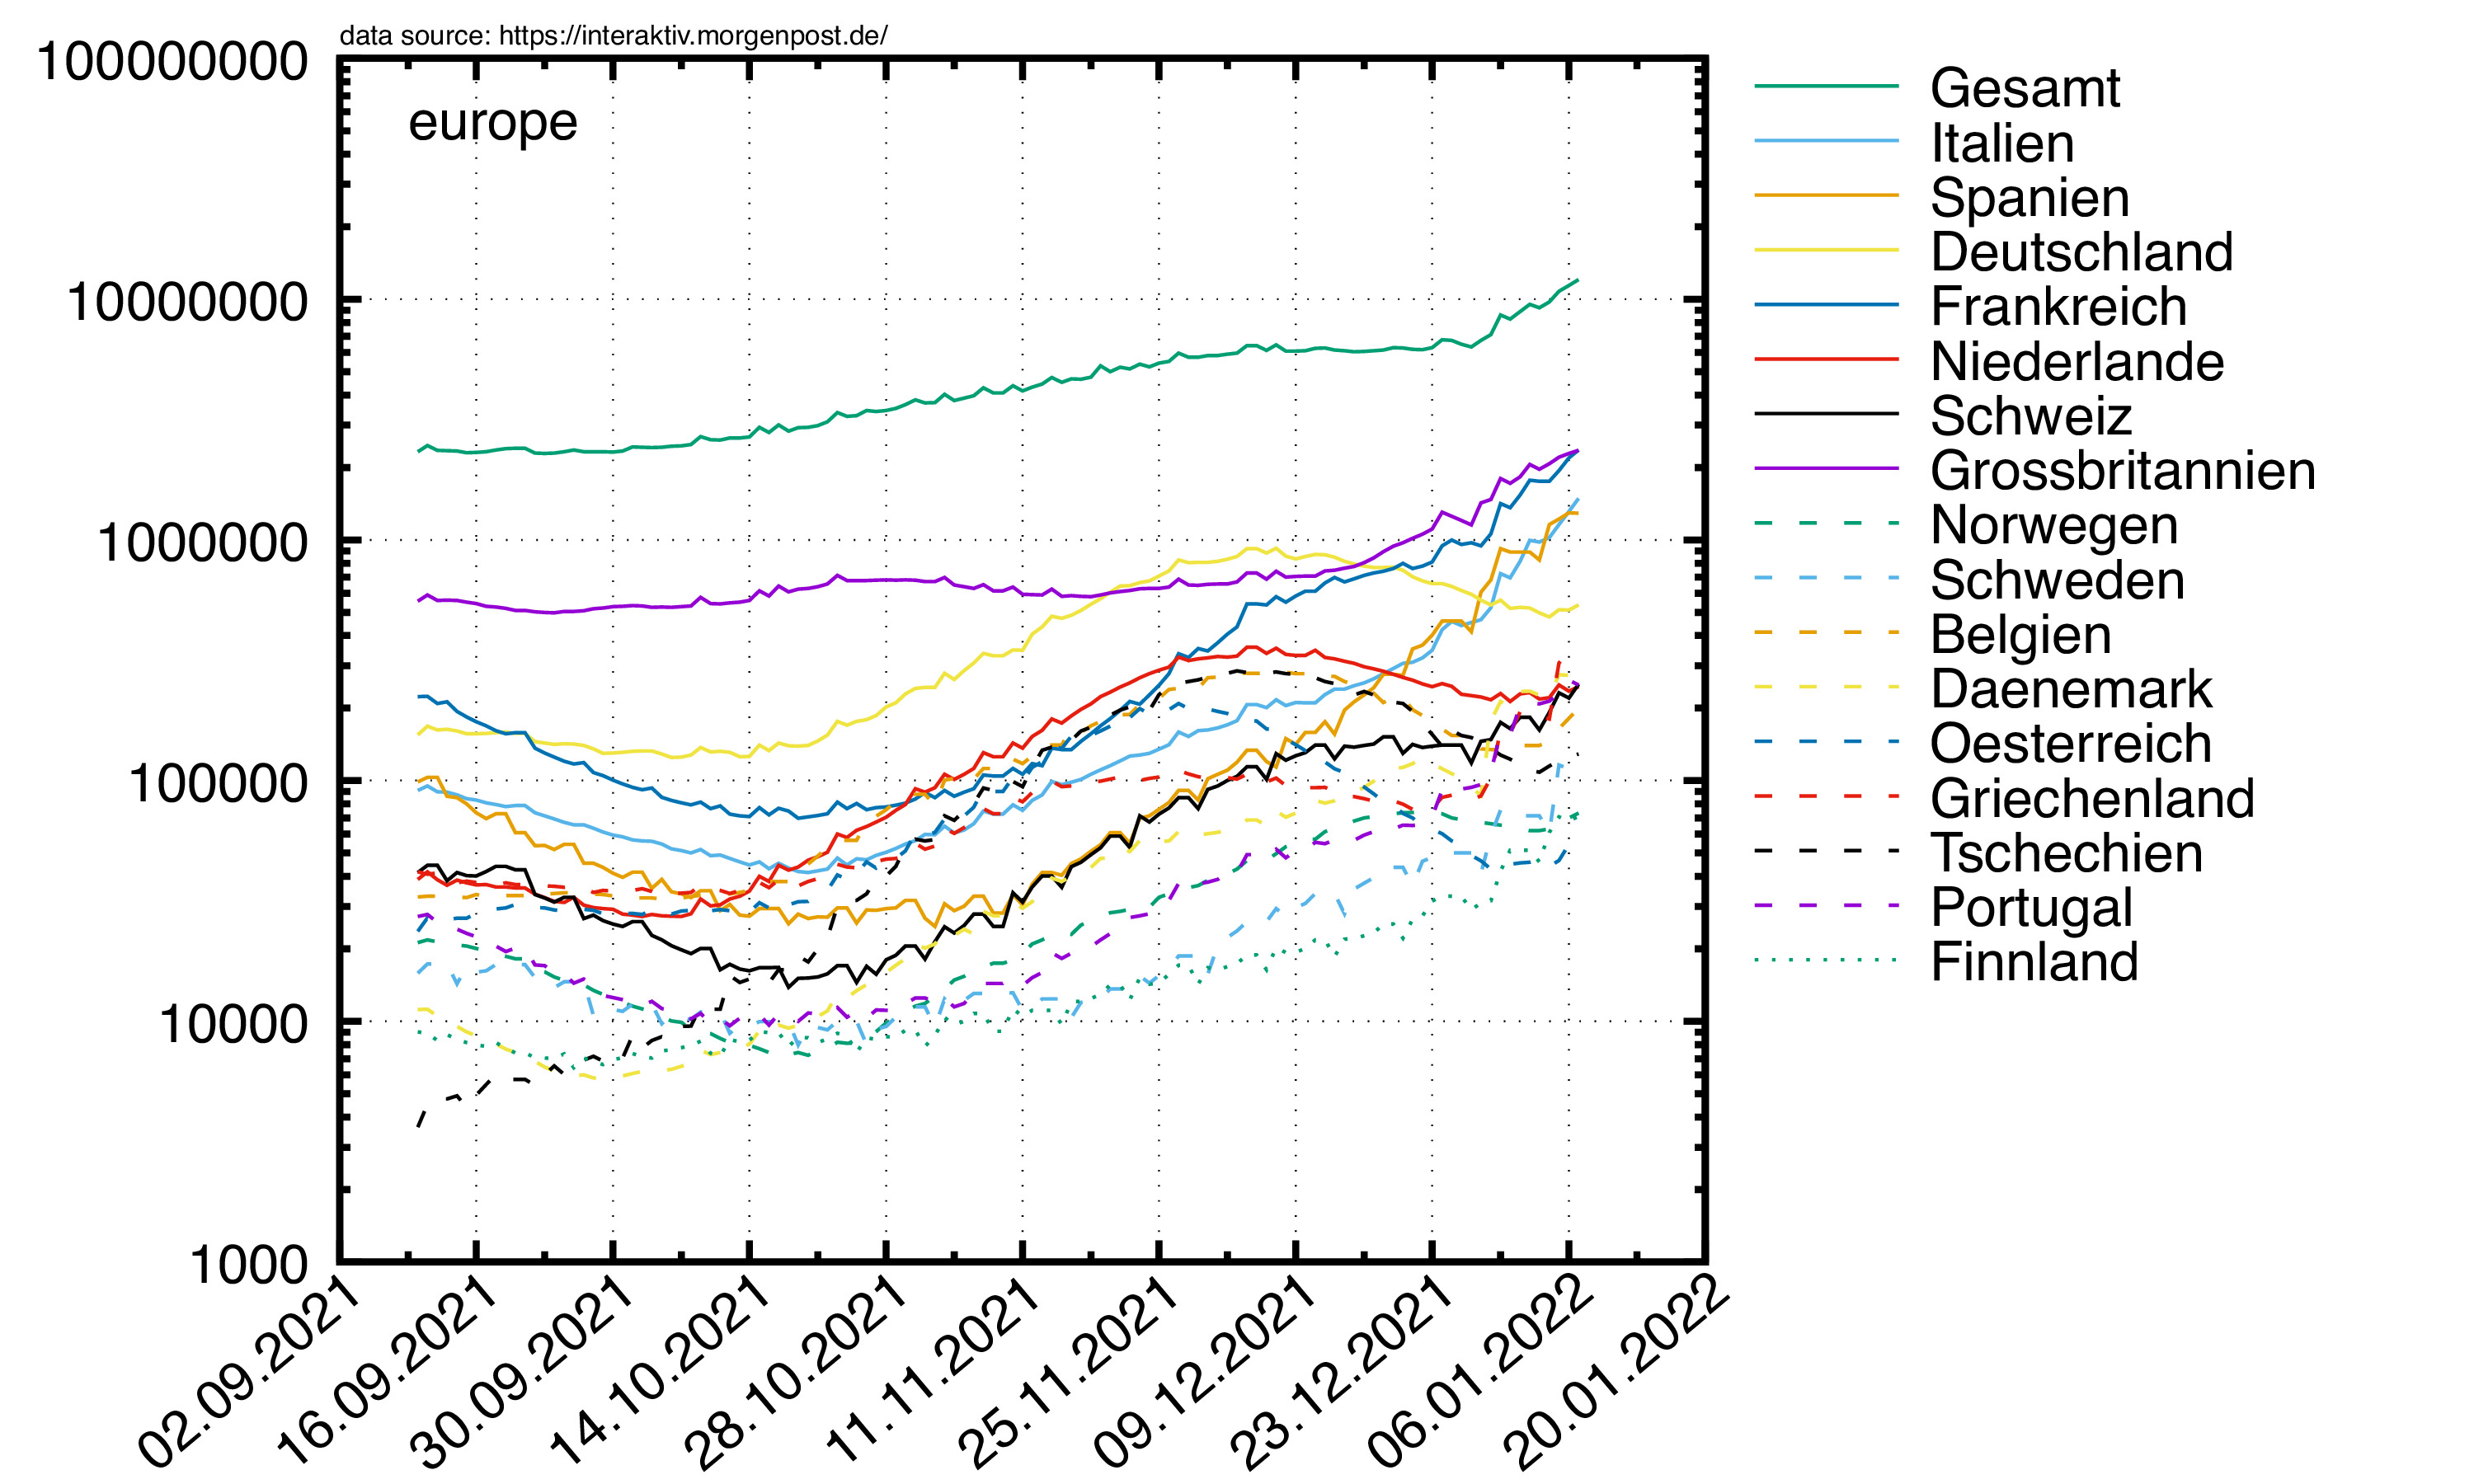 data source: https://interaktiv.morgenpost.de/
europe
100000000
10000000
1000000
100000
10000
1000
02.09.2021
16.09.2021
30.09.2021
14.10.2021
28.10.2021
11.11.2021
25.11.2021
09.12.2021
23.12.2021
06.01.2022
20.01.2022
Gesamt
Italien
Spanien
Deutschland
Frankreich
Niederlande
Schweiz
Grossbritannien
Norwegen
Schweden
Belgien
Daenemark
Oesterreich
Griechenland
Tschechien
Portugal
Finnland